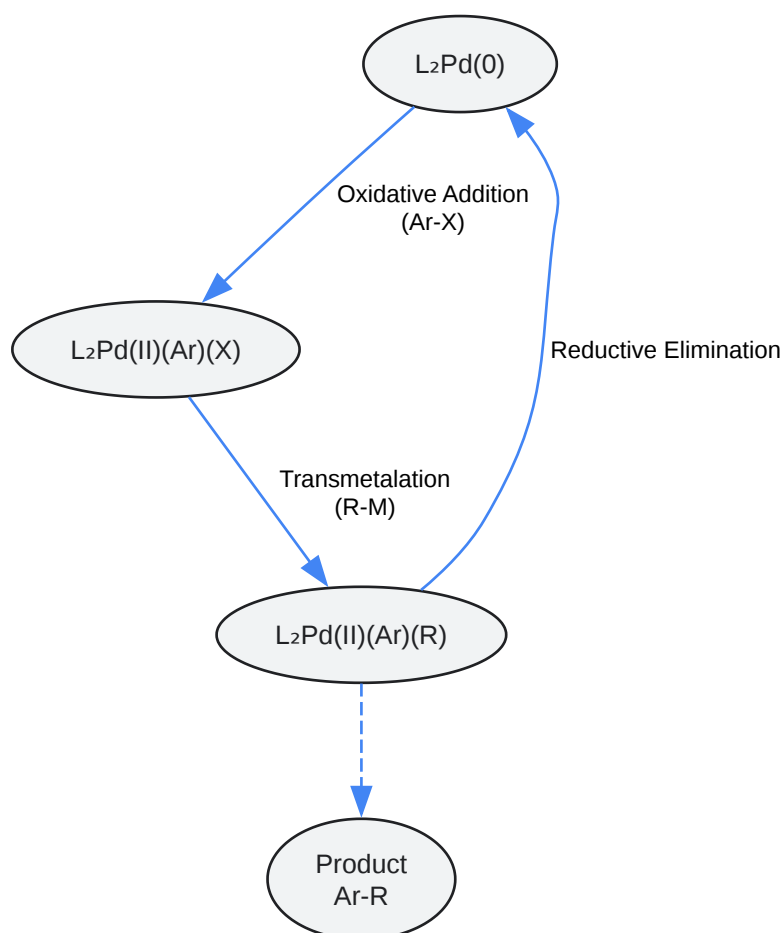 L₂Pd(0)
Oxidative Addition
(Ar-X)
L₂Pd(II)(Ar)(X)
Reductive Elimination
Transmetalation
(R-M)
L₂Pd(II)(Ar)(R)
Product
Ar-R